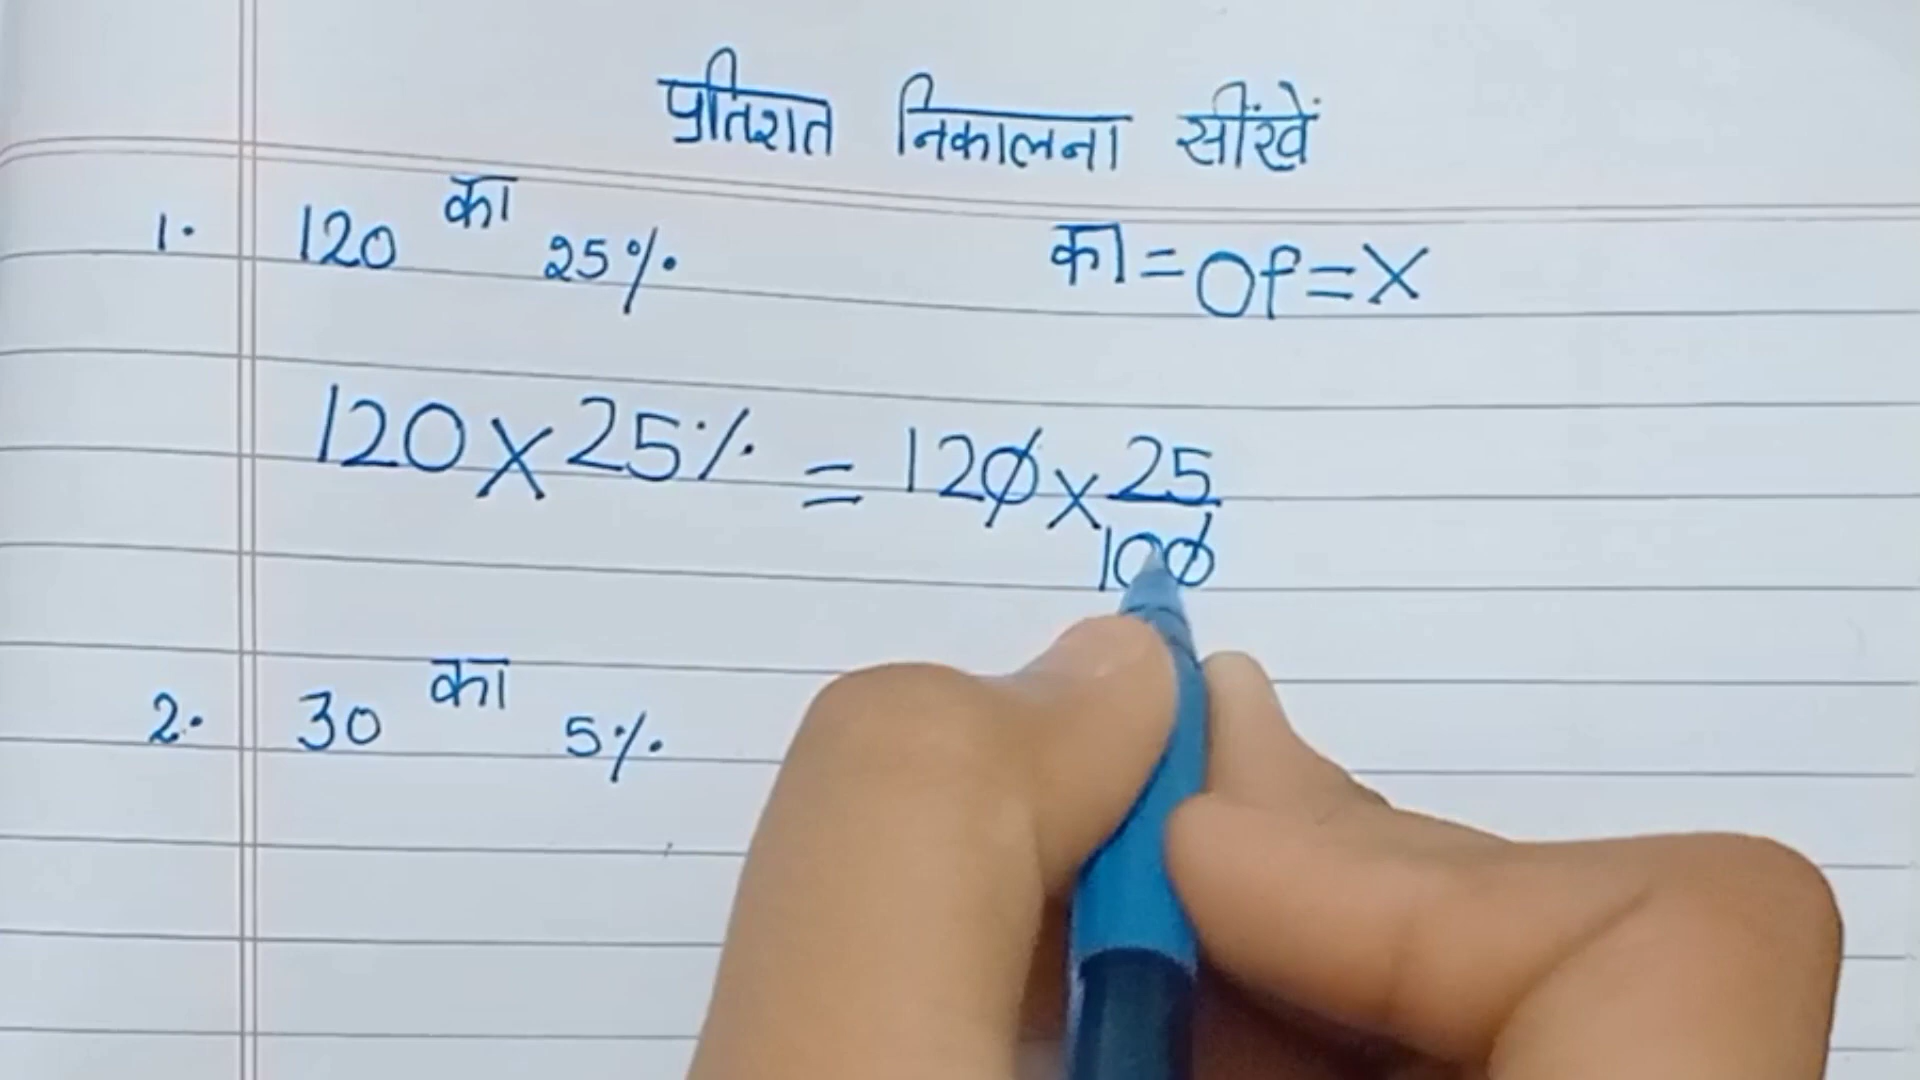 प्रतिशत निकालना सींखें
1. 120 का 25%
का = Of = X
120 X 25% = 120 X 25/100
2. 30 का 5%